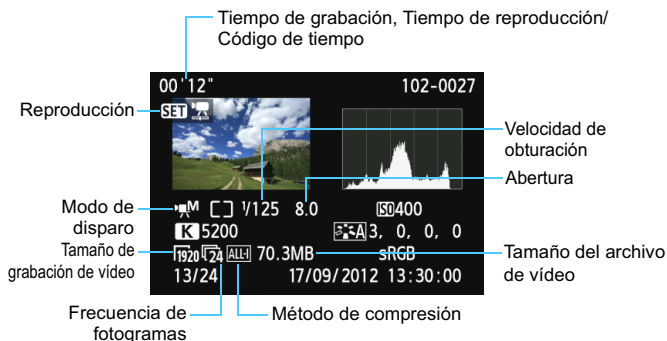 Tiempo de grabación, Tiempo de reproducción/
Código de tiempo
00'12" 102-0027
Reproducción
SET
Velocidad de
obturación
Abertura
Modo de
disparo
M 1/125 8.0 ISO400
K 5200 A 3, 0, 0, 0
Tamaño de
grabación de vídeo
1920 24 ALL-I 70.3MB sRGB
Tamaño del archivo
de vídeo
13/24 17/09/2012 13:30:00
Frecuencia de
fotogramas
Método de compresión